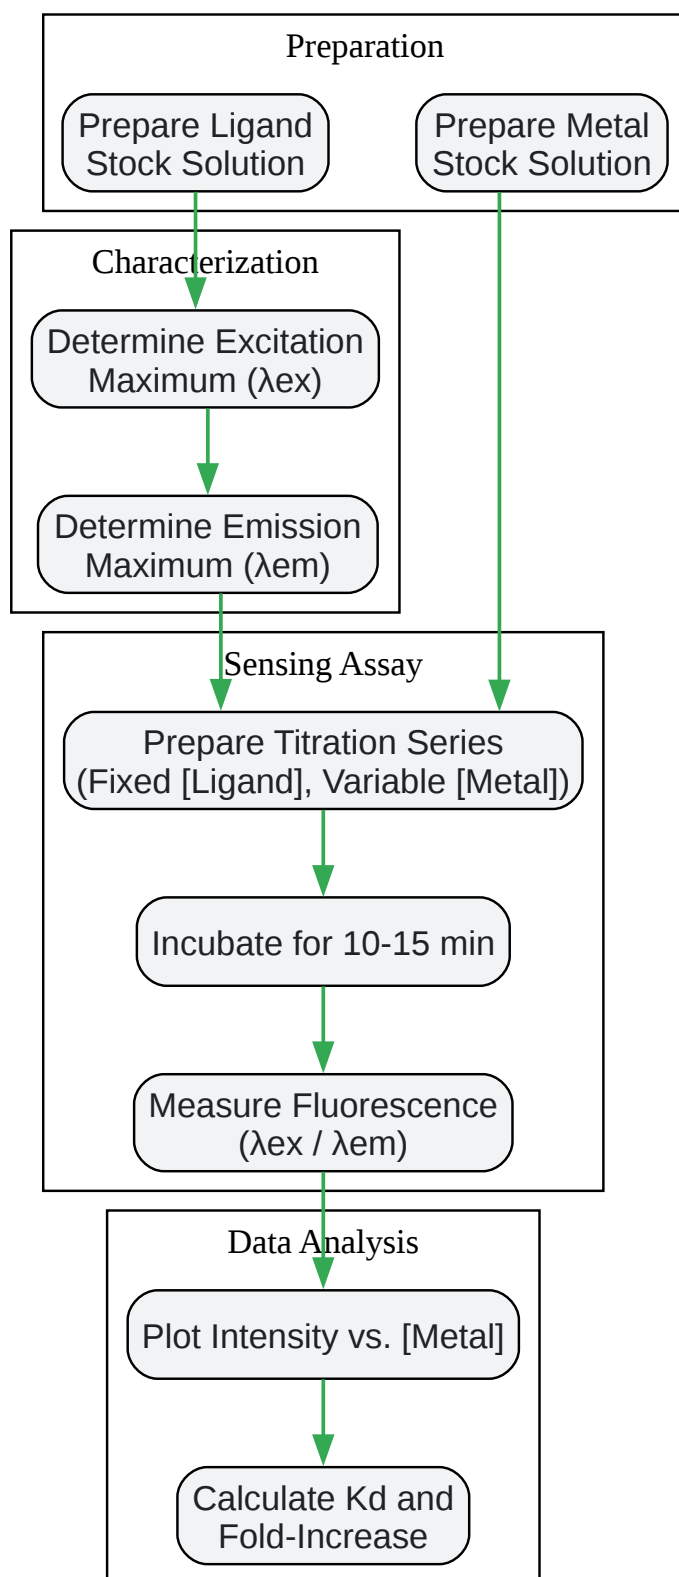 Preparation
Prepare Ligand
Stock Solution
Prepare Metal
Stock Solution
Characterization
Determine Excitation
Maximum (λex)
Determine Emission
Maximum (λem)
Sensing Assay
Prepare Titration Series
(Fixed [Ligand], Variable [Metal])
Incubate for 10-15 min
Measure Fluorescence
(λex / λem)
Data Analysis
Plot Intensity vs. [Metal]
Calculate Kd and
Fold-Increase